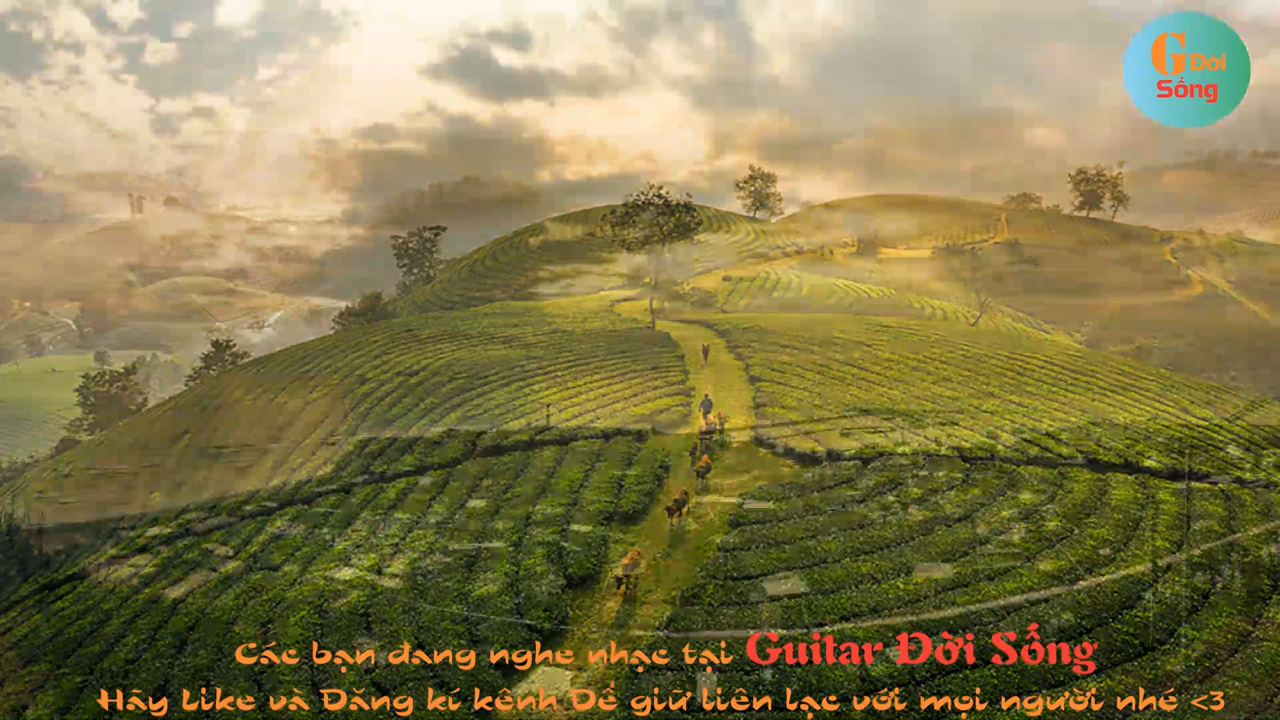 G Đời
Sống
Các bạn đang nghe nhạc tại Guitar Đời Sống
Hãy Like và Đăng kí kênh Để giữ liên lạc với mọi người nhé <3